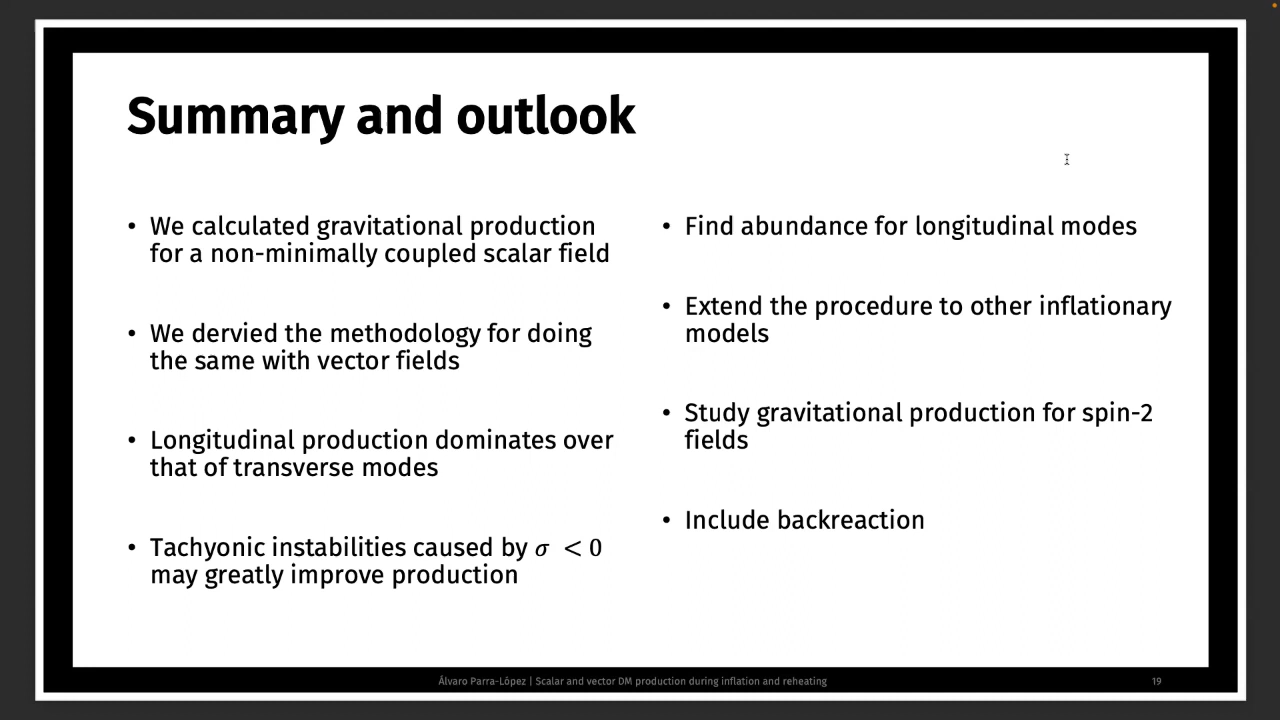 Summary and outlook
• We calculated gravitational production
for a non-minimally coupled scalar field
• We dervied the methodology for doing
the same with vector fields
• Longitudinal production dominates over
that of transverse modes
• Tachyonic instabilities caused by σ < 0
may greatly improve production
• Find abundance for longitudinal modes
• Extend the procedure to other inflationary
models
• Study gravitational production for spin-2
fields
• Include backreaction
Álvaro Parra-López | Scalar and vector DM production during inflation and reheating
19